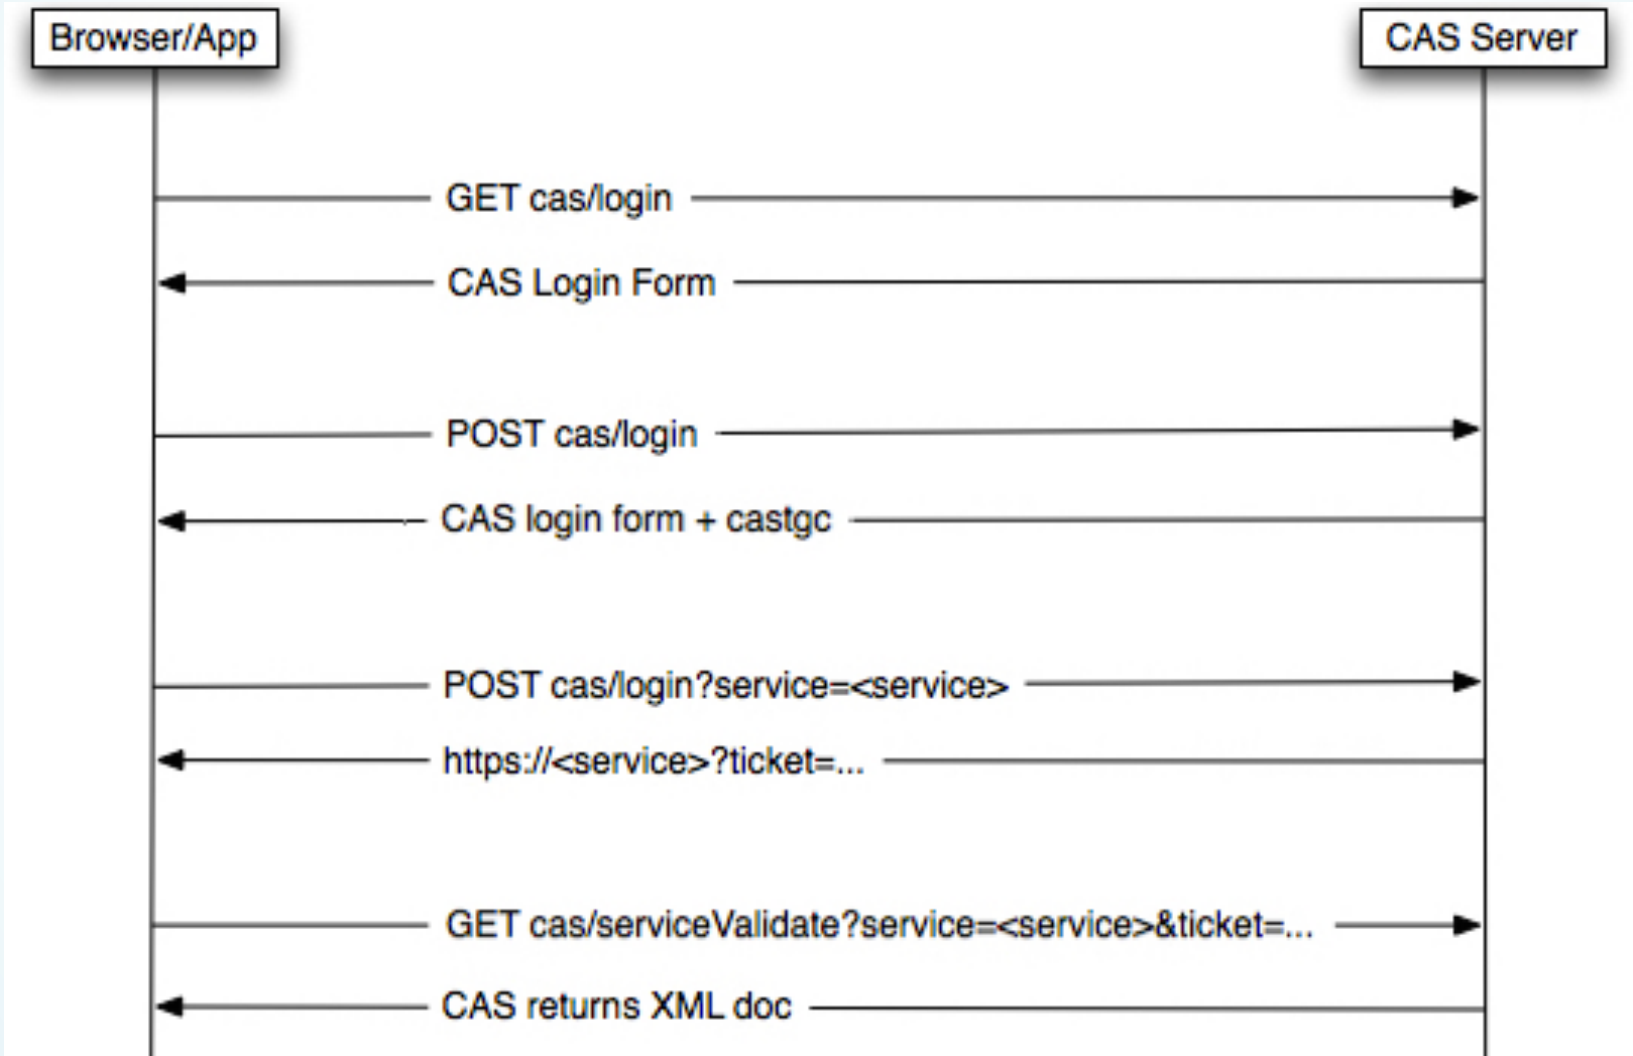 Browser/App
CAS Server
GET cas/login
CAS Login Form
POST cas/login
CAS login form + castgc
POST cas/login?service=<service>
https://<service>?ticket=...
GET cas/serviceValidate?service=<service>&ticket=...
CAS returns XML doc